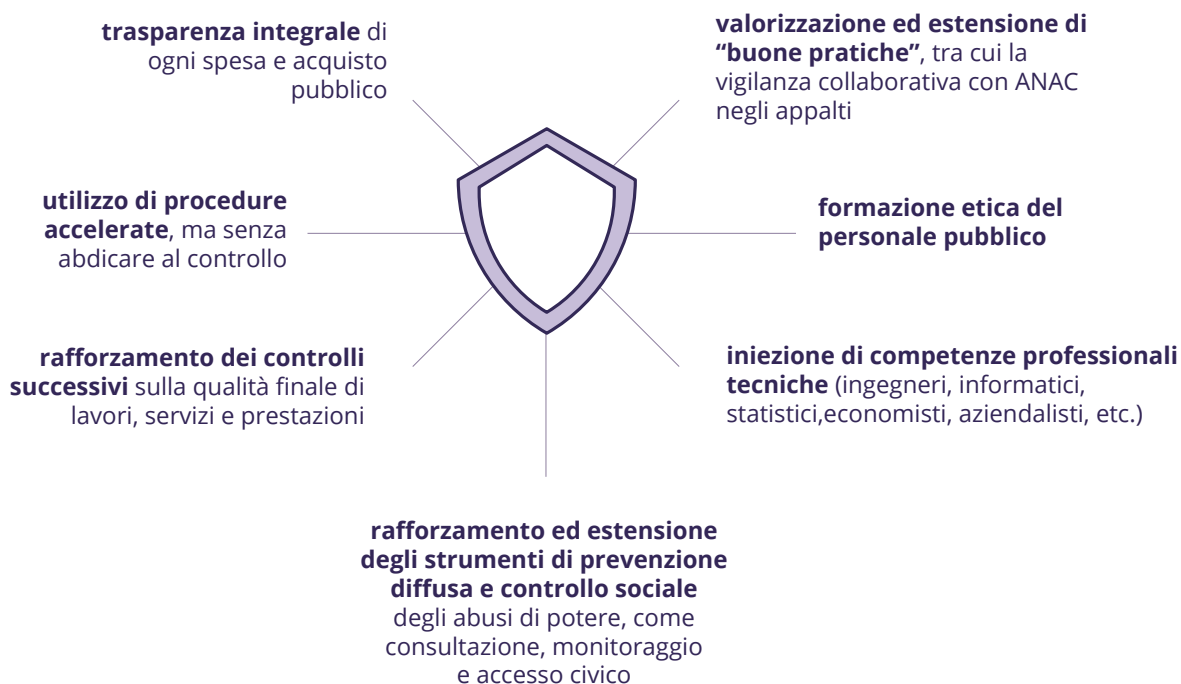 trasparenza integrale di
ogni spesa e acquisto
pubblico
valorizzazione ed estensione di
“buone pratiche”, tra cui la
vigilanza collaborativa con ANAC
negli appalti
utilizzo di procedure
accelerate, ma senza
abdicare al controllo
formazione etica del
personale pubblico
rafforzamento dei controlli
successivi sulla qualità finale di
lavori, servizi e prestazioni
iniezione di competenze professionali
tecniche (ingegneri, informatici,
statistici,economisti, aziendalisti, etc.)
rafforzamento ed estensione
degli strumenti di prevenzione
diffusa e controllo sociale
degli abusi di potere, come
consultazione, monitoraggio
e accesso civico